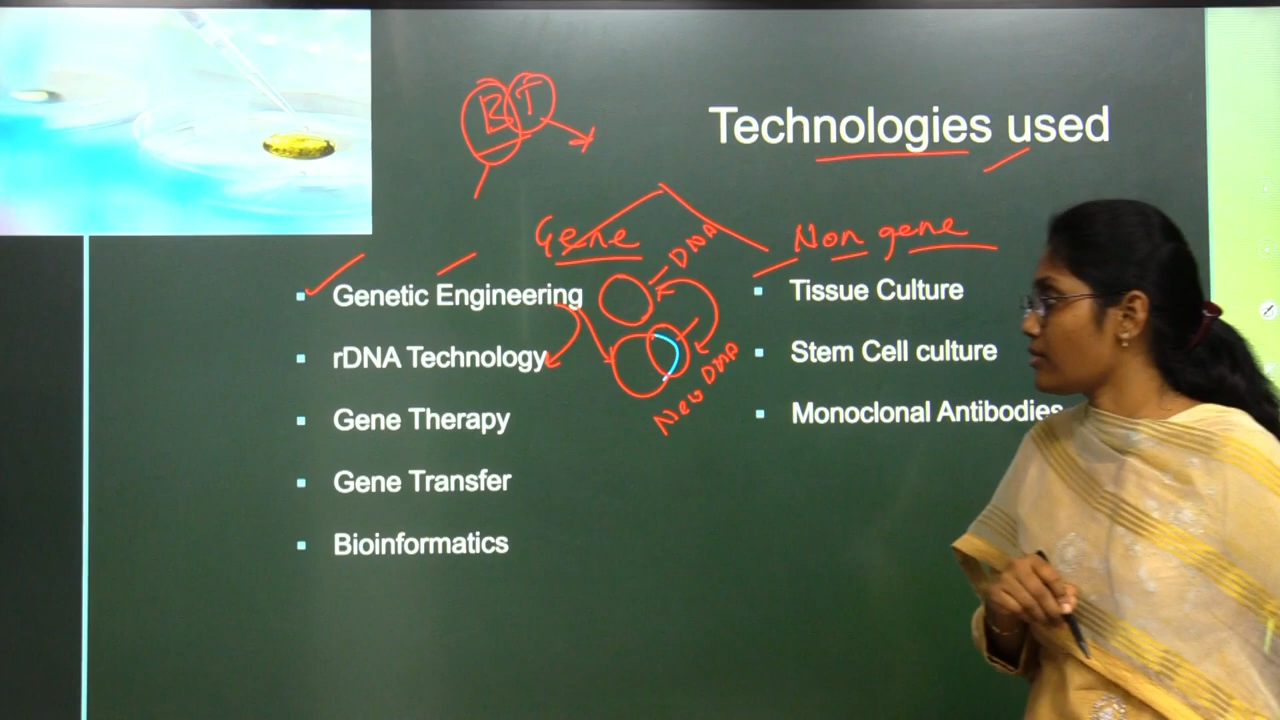 BT
Technologies used
Gene
Non gene
DNA
Genetic Engineering
rDNA Technology
Gene Therapy
Gene Transfer
Bioinformatics
New DNA
Tissue Culture
Stem Cell culture
Monoclonal Antibodies